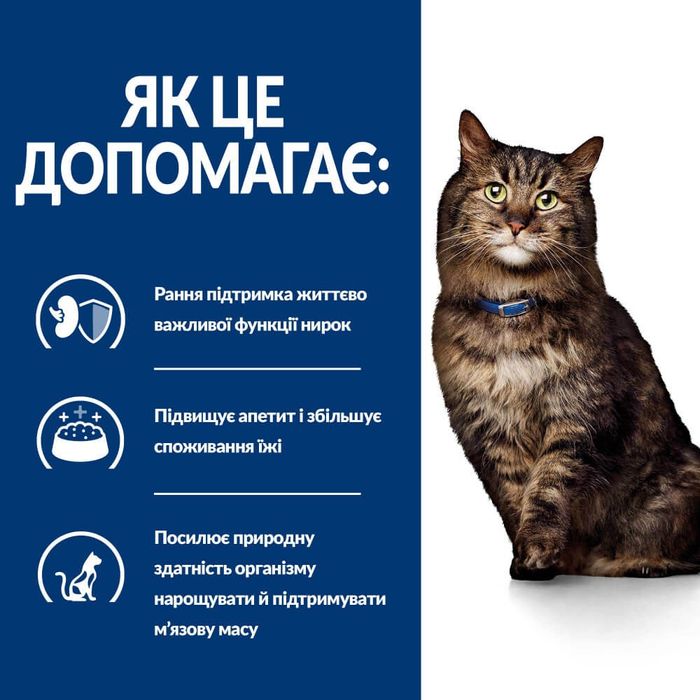 ЯК ЦЕ
ДОПОМАГАЄ:
Рання підтримка життєво
важливої функції нирок
Підвищує апетит і збільшує
споживання їжі
Посилює природну
здатність організму
нарощувати й підтримувати
м’язову масу